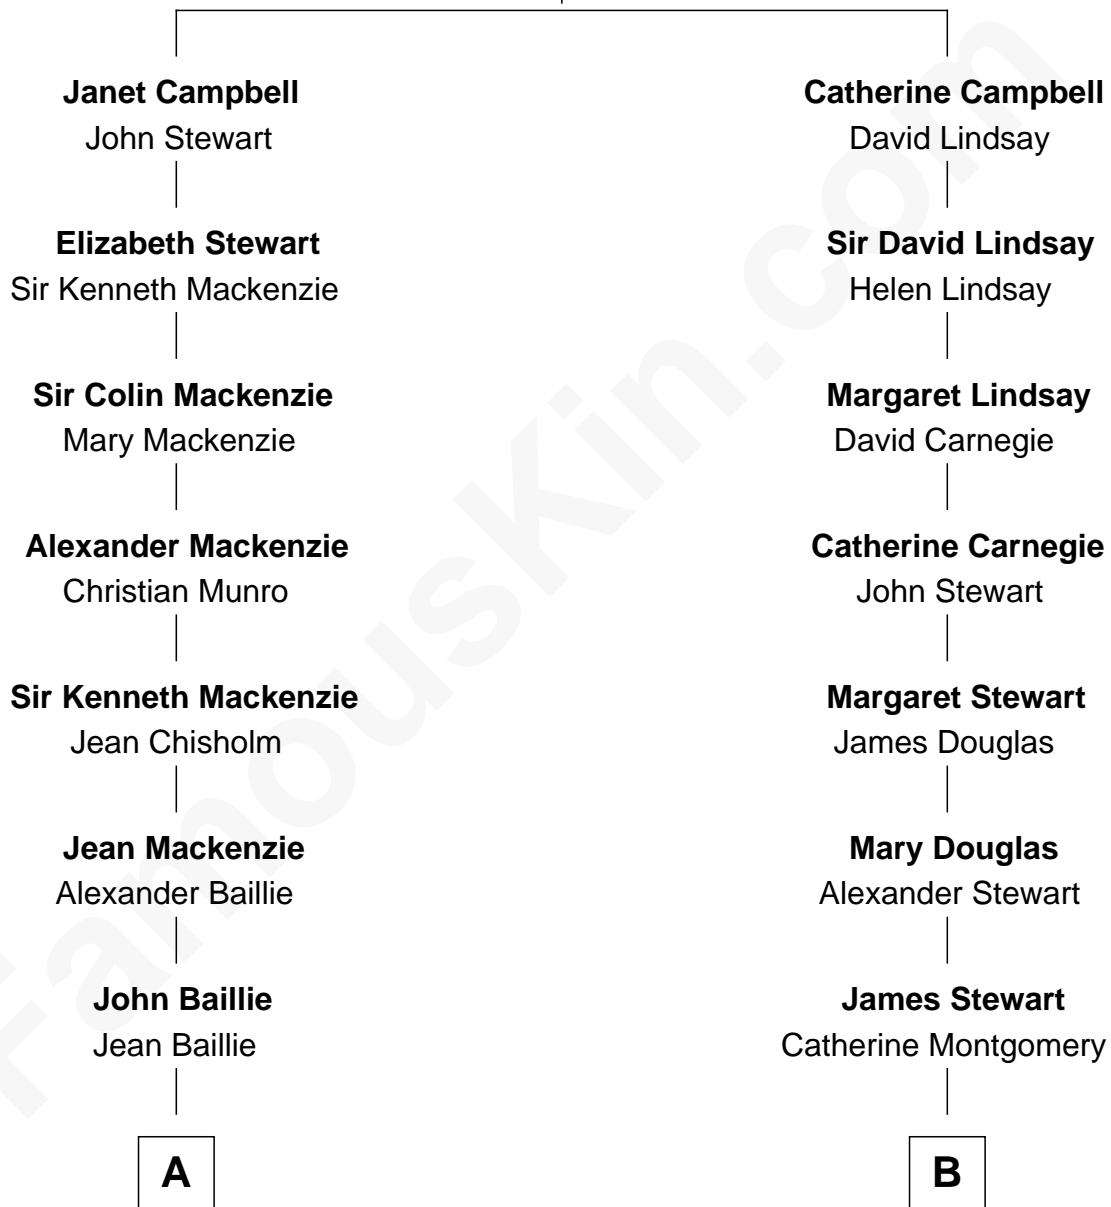 Janet Campbell
John Stewart
Elizabeth Stewart
Sir Kenneth Mackenzie
Sir Colin Mackenzie
Mary Mackenzie
Alexander Mackenzie
Christian Munro
Sir Kenneth Mackenzie
Jean Chisholm
Jean Mackenzie
Alexander Baillie
John Baillie
Jean Baillie
A
Catherine Campbell
David Lindsay
Sir David Lindsay
Helen Lindsay
Margaret Lindsay
David Carnegie
Catherine Carnegie
John Stewart
Margaret Stewart
James Douglas
Mary Douglas
Alexander Stewart
James Stewart
Catherine Montgomery
B
FamousKin.com